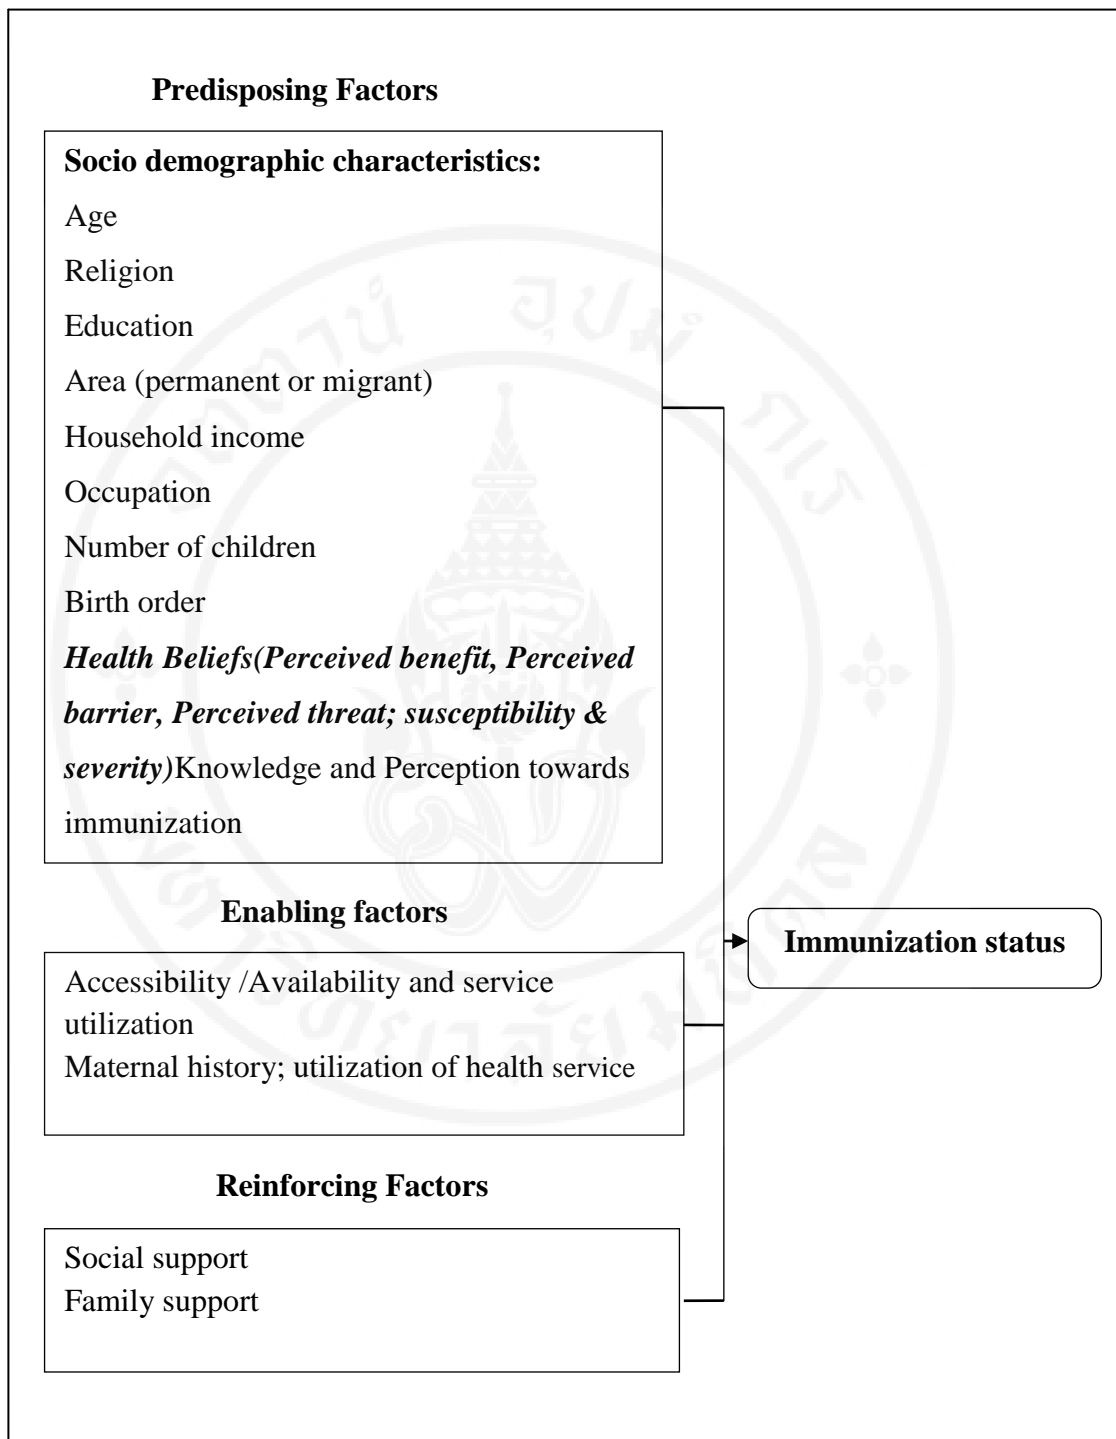 Predisposing Factors
Socio demographic characteristics:
Age
Religion
Education
Area (permanent or migrant)
Household income
Occupation
Number of children
Birth order
Health Beliefs(Perceived benefit, Perceived
barrier, Perceived threat; susceptibility &
severity)Knowledge and Perception towards
immunization
Enabling factors
Immunization status
Accessibility /Availability and service
utilization
Maternal history; utilization of health service
Reinforcing Factors
Social support
Family support